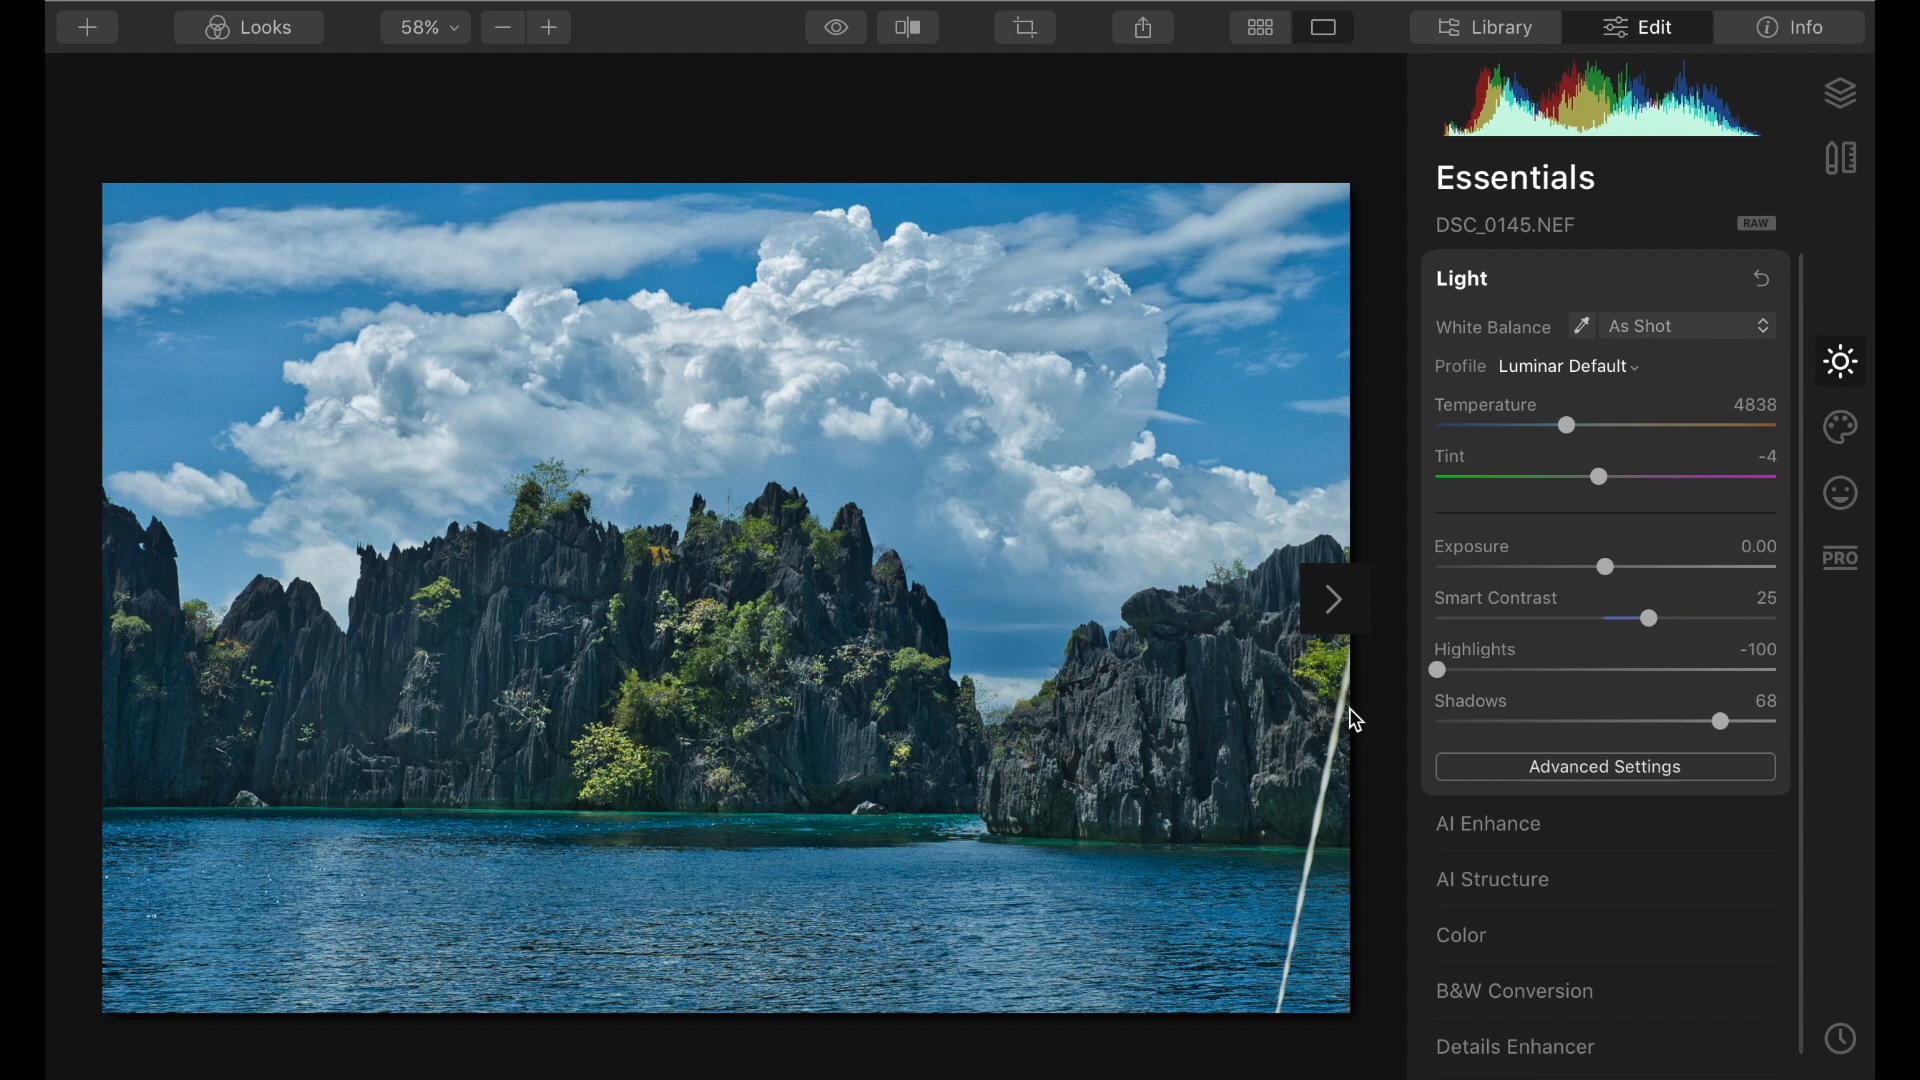 Looks
58%
Library
Edit
Info
Essentials
DSC_0145.NEF
RAW
Light
White Balance
As Shot
Profile Luminar Default
Temperature 4838
Tint -4
Exposure 0.00
Smart Contrast 25
Highlights -100
Shadows 68
Advanced Settings
PRO
AI Enhance
AI Structure
Color
B&W Conversion
Details Enhancer